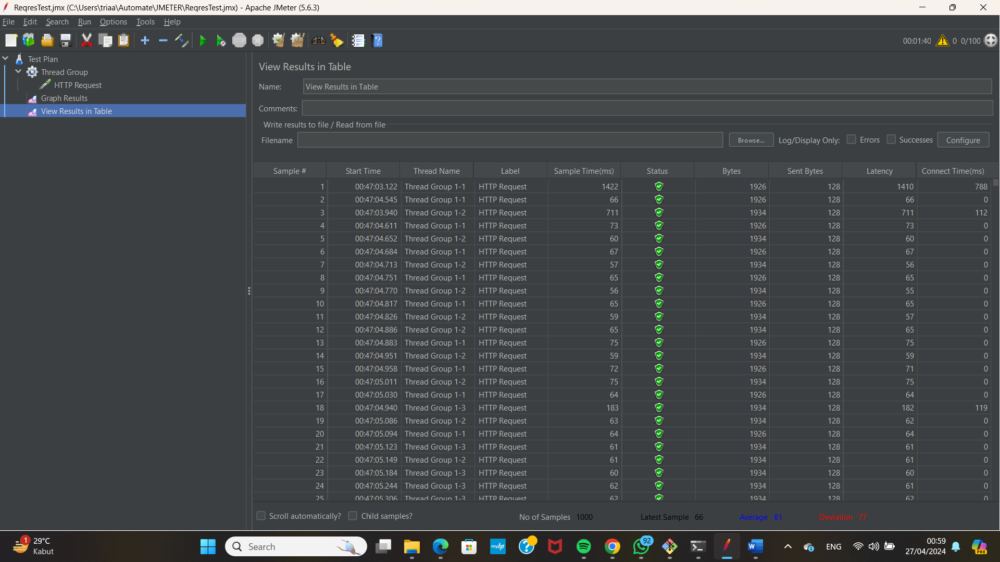 ReqresTest.jmx (C:\Users\triaa\Automate\JMETER\ReqresTest.jmx) - Apache JMeter (5.6.3)
File Edit Search Run Options Tools Help
STOP
00:01:40 0 0/100
Test Plan
Thread Group
HTTP Request
Graph Results
View Results in Table
View Results in Table
Name: View Results in Table
Comments:
Write results to file / Read from file
Filename Browse... Log/Display Only: Errors Successes Configure
Sample # Start Time Thread Name Label Sample Time(ms) Status Bytes Sent Bytes Latency Connect Time(ms)
1 00:47:03.122 Thread Group 1-1 HTTP Request 1422 1926 128 1410 788
2 00:47:04.545 Thread Group 1-1 HTTP Request 66 1926 128 66 0
3 00:47:03.940 Thread Group 1-2 HTTP Request 711 1934 128 711 112
4 00:47:04.611 Thread Group 1-1 HTTP Request 73 1926 128 73 0
5 00:47:04.652 Thread Group 1-2 HTTP Request 60 1934 128 60 0
6 00:47:04.684 Thread Group 1-1 HTTP Request 67 1926 128 67 0
7 00:47:04.713 Thread Group 1-2 HTTP Request 57 1934 128 56 0
8 00:47:04.751 Thread Group 1-1 HTTP Request 65 1926 128 65 0
9 00:47:04.770 Thread Group 1-2 HTTP Request 56 1934 128 55 0
10 00:47:04.817 Thread Group 1-1 HTTP Request 65 1926 128 65 0
11 00:47:04.826 Thread Group 1-2 HTTP Request 59 1934 128 57 0
12 00:47:04.886 Thread Group 1-2 HTTP Request 65 1934 128 65 0
13 00:47:04.883 Thread Group 1-1 HTTP Request 75 1926 128 75 0
14 00:47:04.951 Thread Group 1-2 HTTP Request 59 1934 128 59 0
15 00:47:04.958 Thread Group 1-1 HTTP Request 72 1926 128 71 0
16 00:47:05.011 Thread Group 1-2 HTTP Request 75 1934 128 75 0
17 00:47:05.030 Thread Group 1-1 HTTP Request 64 1926 128 64 0
18 00:47:04.940 Thread Group 1-3 HTTP Request 183 1934 128 182 119
19 00:47:05.086 Thread Group 1-2 HTTP Request 63 1934 128 62 0
20 00:47:05.094 Thread Group 1-1 HTTP Request 64 1926 128 64 0
21 00:47:05.123 Thread Group 1-3 HTTP Request 61 1934 128 61 0
22 00:47:05.149 Thread Group 1-2 HTTP Request 61 1934 128 61 0
23 00:47:05.184 Thread Group 1-3 HTTP Request 60 1934 128 60 0
24 00:47:05.244 Thread Group 1-3 HTTP Request 62 1934 128 61 0
25 00:47:05.306 Thread Group 1-3 HTTP Request 62 1934 128 62 0
Scroll automatically? Child samples? No of Samples 1000 Latest Sample 66 Average 81 Deviation 77
1 29°C
Kabut
Search
myhp
92
ENG
00:59
27/04/2024
PRE